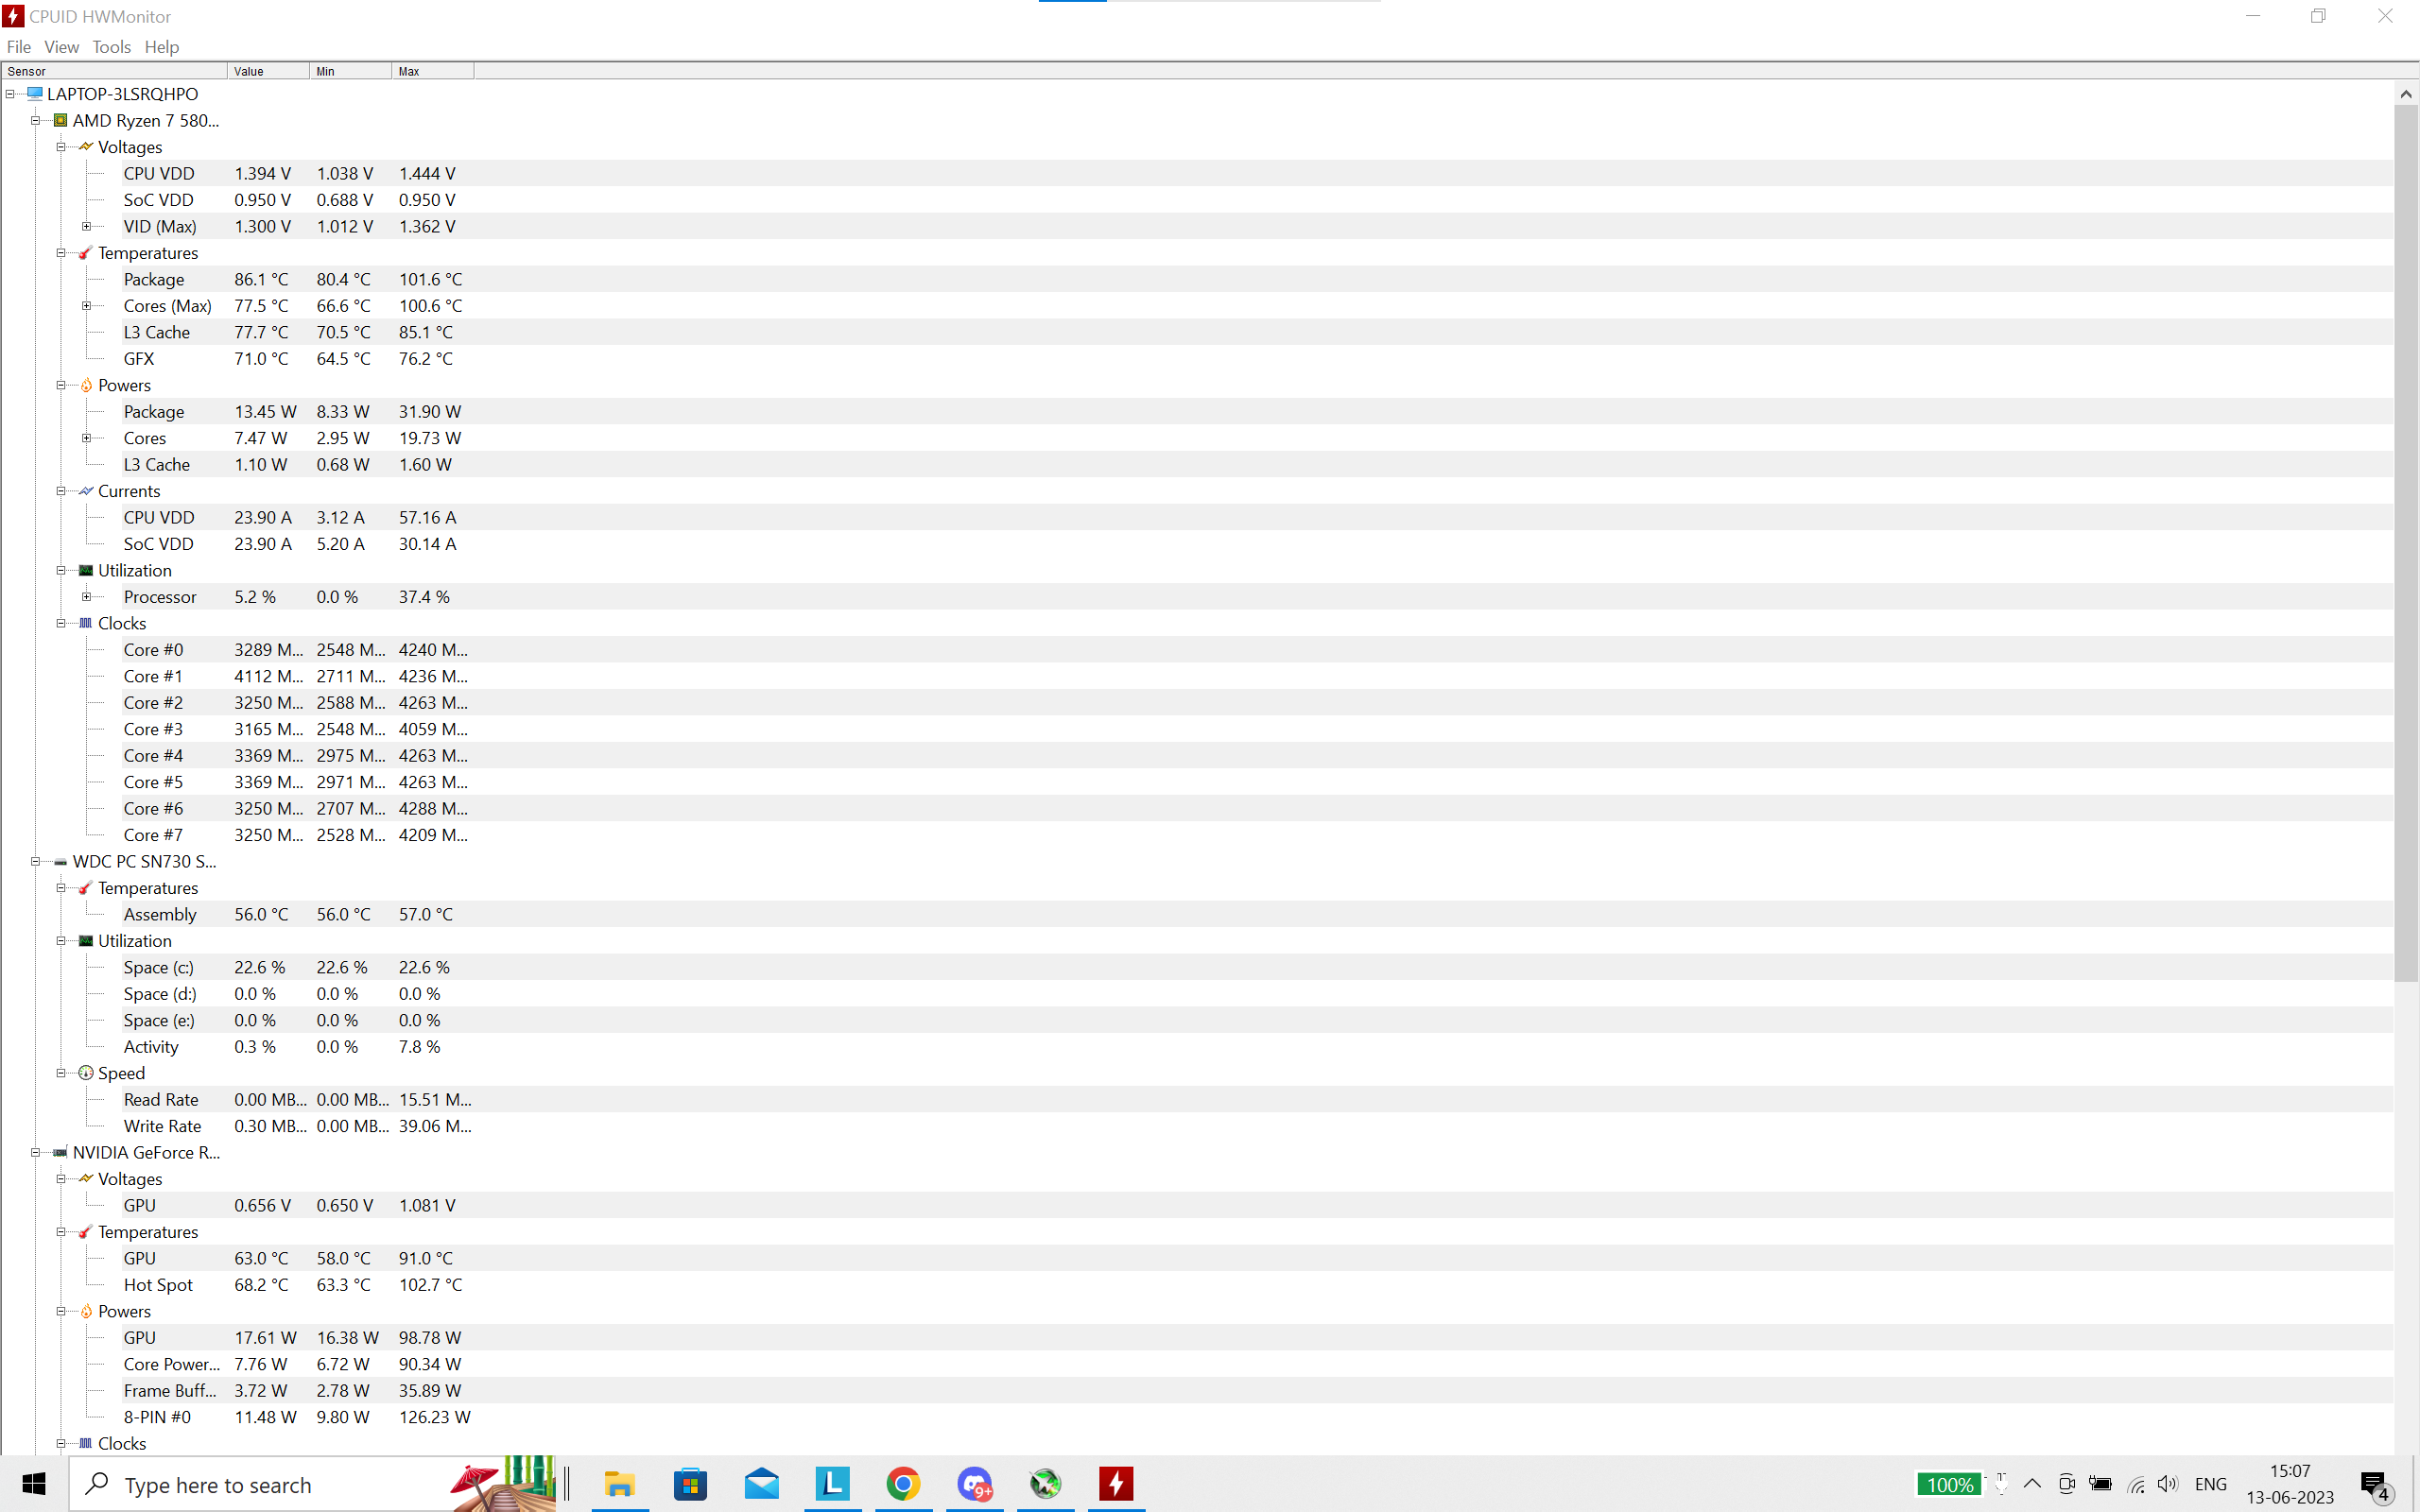 CPUID HWMonitor
File View Tools Help
Sensor Value Min Max
LAPTOP-3LSRQHPO
AMD Ryzen 7 580...
Voltages
CPU VDD 1.394 V 1.038 V 1.444 V
SoC VDD 0.950 V 0.688 V 0.950 V
VID (Max) 1.300 V 1.012 V 1.362 V
Temperatures
Package 86.1 °C 80.4 °C 101.6 °C
Cores (Max) 77.5 °C 66.6 °C 100.6 °C
L3 Cache 77.7 °C 70.5 °C 85.1 °C
GFX 71.0 °C 64.5 °C 76.2 °C
Powers
Package 13.45 W 8.33 W 31.90 W
Cores 7.47 W 2.95 W 19.73 W
L3 Cache 1.10 W 0.68 W 1.60 W
Currents
CPU VDD 23.90 A 3.12 A 57.16 A
SoC VDD 23.90 A 5.20 A 30.14 A
Utilization
Processor 5.2 % 0.0 % 37.4 %
Clocks
Core #0 3289 M... 2548 M... 4240 M...
Core #1 4112 M... 2711 M... 4236 M...
Core #2 3250 M... 2588 M... 4263 M...
Core #3 3165 M... 2548 M... 4059 M...
Core #4 3369 M... 2975 M... 4263 M...
Core #5 3369 M... 2971 M... 4263 M...
Core #6 3250 M... 2707 M... 4288 M...
Core #7 3250 M... 2528 M... 4209 M...
WDC PC SN730 S...
Temperatures
Assembly 56.0 °C 56.0 °C 57.0 °C
Utilization
Space (c:) 22.6 % 22.6 % 22.6 %
Space (d:) 0.0 % 0.0 % 0.0 %
Space (e:) 0.0 % 0.0 % 0.0 %
Activity 0.3 % 0.0 % 7.8 %
Speed
Read Rate 0.00 MB... 0.00 MB... 15.51 M...
Write Rate 0.30 MB... 0.00 MB... 39.06 M...
NVIDIA GeForce R...
Voltages
GPU 0.656 V 0.650 V 1.081 V
Temperatures
GPU 63.0 °C 58.0 °C 91.0 °C
Hot Spot 68.2 °C 63.3 °C 102.7 °C
Powers
GPU 17.61 W 16.38 W 98.78 W
Core Power... 7.76 W 6.72 W 90.34 W
Frame Buff... 3.72 W 2.78 W 35.89 W
8-PIN #0 11.48 W 9.80 W 126.23 W
Clocks
Type here to search L 9+ 100% ENG 15:07
13-06-2023 4